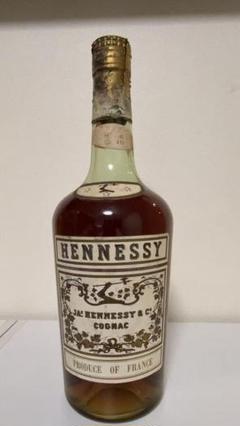 HENNESSY
JAˢ HENNESSY & Cº
COGNAC
PRODUCE OF FRANCE